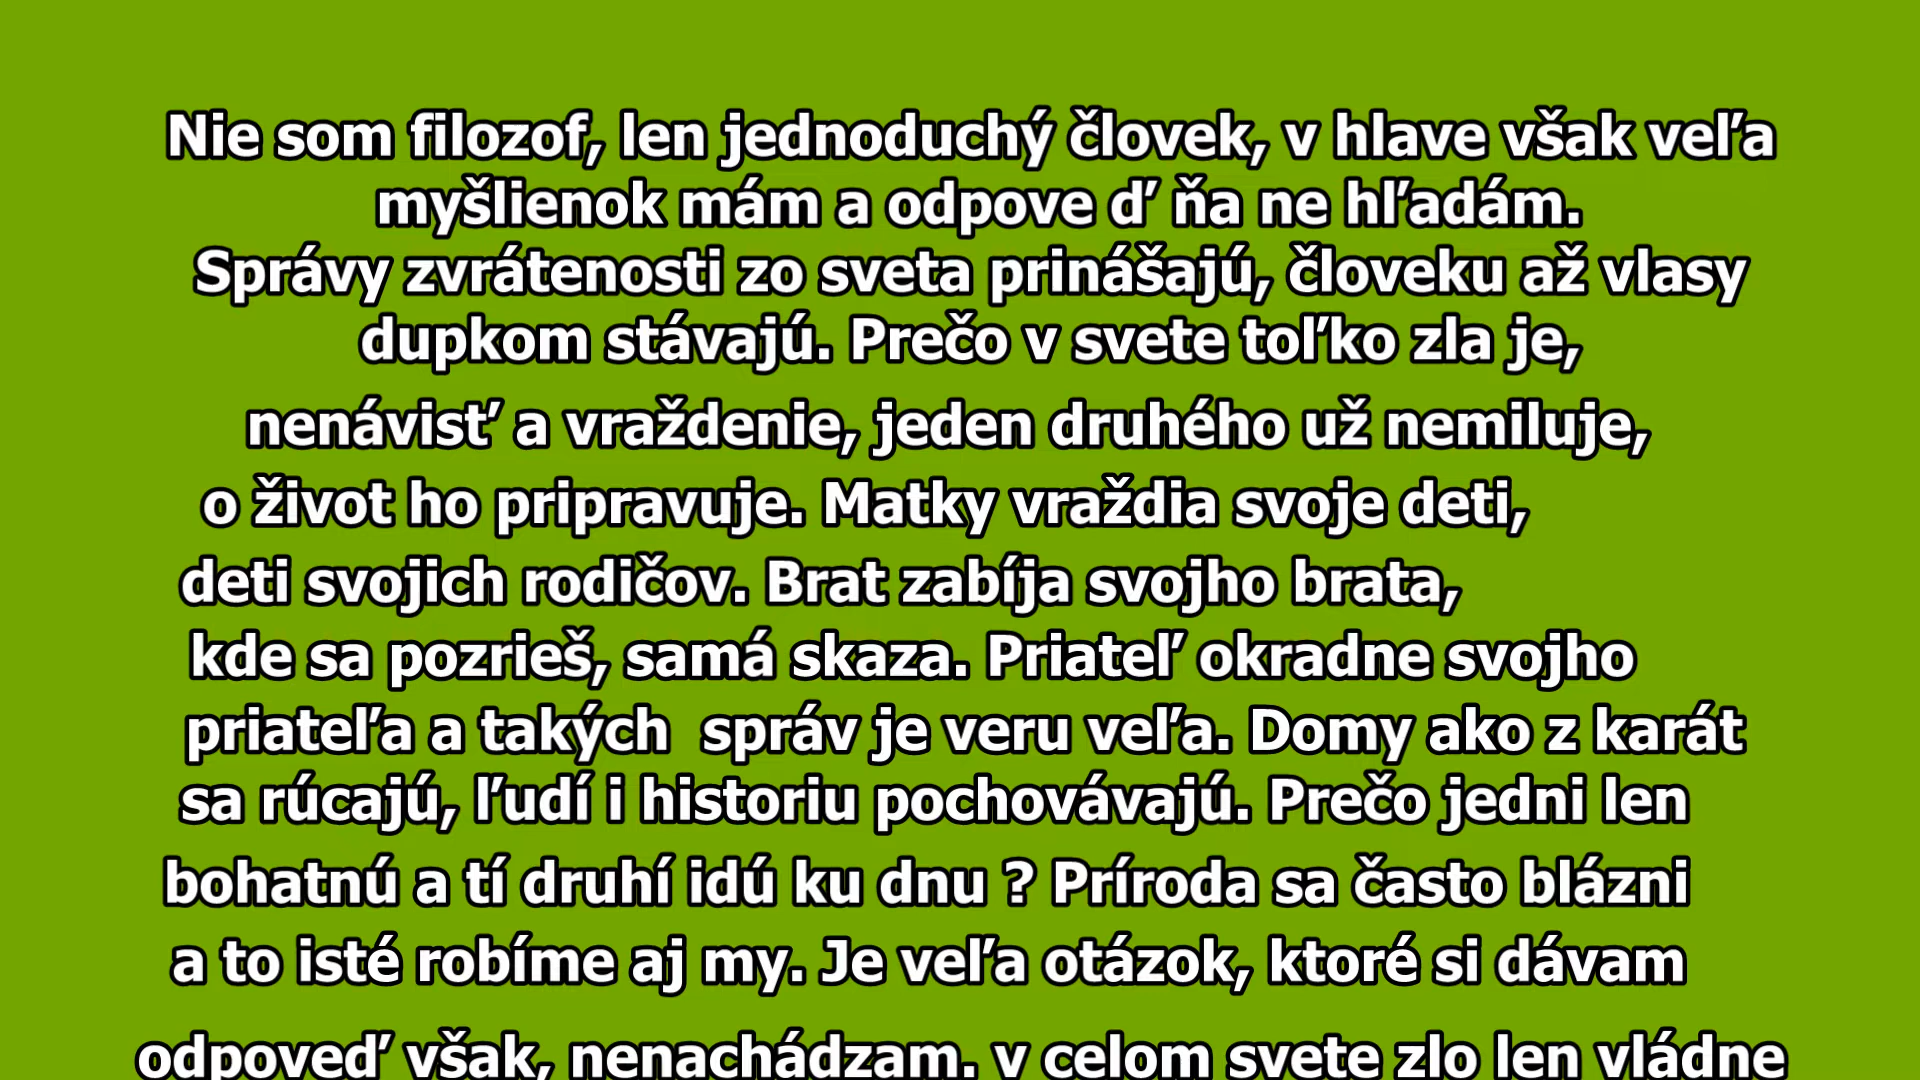 Nie som filozof, len jednoduchý človek, v hlave však veľa
myšlienok mám a odpove ď ňa ne hľadám.
Správy zvrátenosti zo sveta prinášajú, človeku až vlasy
dupkom stávajú. Prečo v svete toľko zla je,
nenávisť a vraždenie, jeden druhého už nemiluje,
o život ho pripravuje. Matky vraždia svoje deti,
deti svojich rodičov. Brat zabíja svojho brata,
kde sa pozrieš, samá skaza. Priateľ okradne svojho
priateľa a takých  správ je veru veľa. Domy ako z karát
sa rúcajú, ľudí i historiu pochovávajú. Prečo jedni len
bohatnú a tí druhí idú ku dnu ? Príroda sa často blázni
a to isté robíme aj my. Je veľa otázok, ktoré si dávam
odpoveď však, nenachádzam. v celom svete zlo len vládne